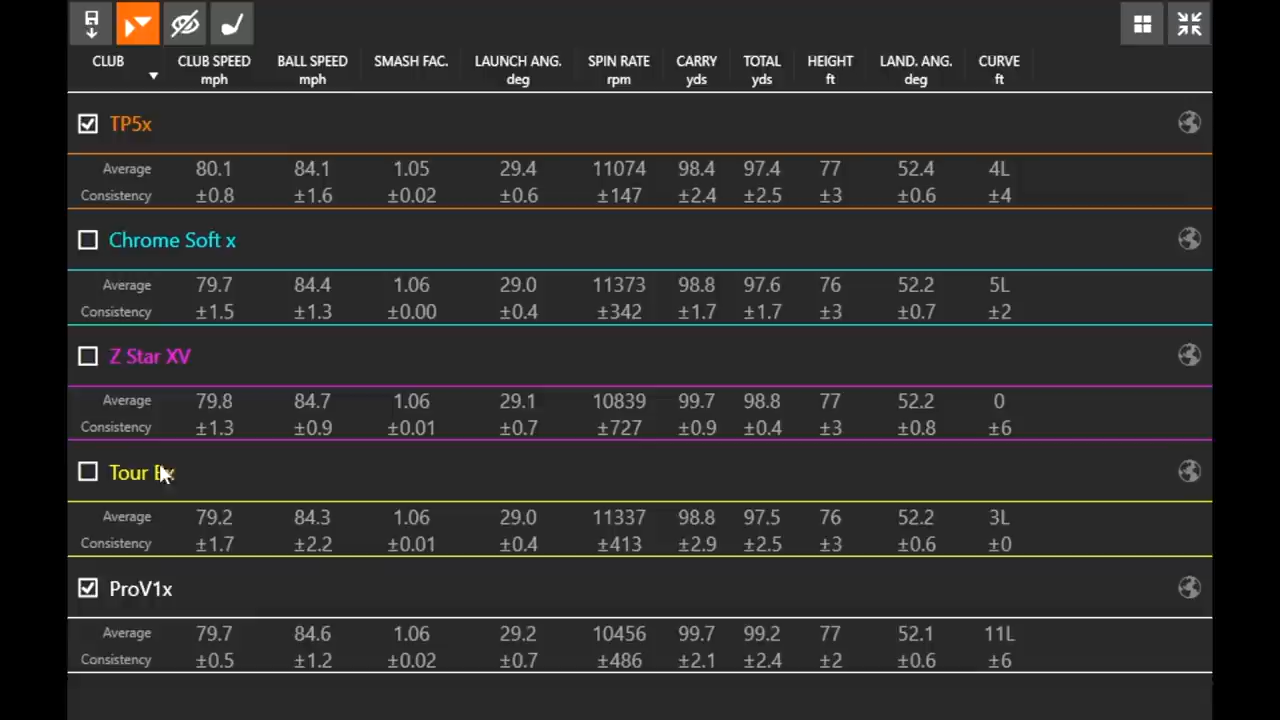 CLUB CLUB SPEED BALL SPEED SMASH FAC. LAUNCH ANG. SPIN RATE CARRY TOTAL HEIGHT LAND. ANG. CURVE
mph mph deg rpm yds yds ft deg ft
TP5x
Average 80.1 84.1 1.05 29.4 11074 98.4 97.4 77 52.4 4L
Consistency ±0.8 ±1.6 ±0.02 ±0.6 ±147 ±2.4 ±2.5 ±3 ±0.6 ±4
Chrome Soft x
Average 79.7 84.4 1.06 29.0 11373 98.8 97.6 76 52.2 5L
Consistency ±1.5 ±1.3 ±0.00 ±0.4 ±342 ±1.7 ±1.7 ±3 ±0.7 ±2
Z Star XV
Average 79.8 84.7 1.06 29.1 10839 99.7 98.8 77 52.2 0
Consistency ±1.3 ±0.9 ±0.01 ±0.7 ±727 ±0.9 ±0.4 ±3 ±0.8 ±6
Tour
Average 79.2 84.3 1.06 29.0 11337 98.8 97.5 76 52.2 3L
Consistency ±1.7 ±2.2 ±0.01 ±0.4 ±413 ±2.9 ±2.5 ±3 ±0.6 ±0
ProV1x
Average 79.7 84.6 1.06 29.2 10456 99.7 99.2 77 52.1 11L
Consistency ±0.5 ±1.2 ±0.02 ±0.7 ±486 ±2.1 ±2.4 ±2 ±0.6 ±6